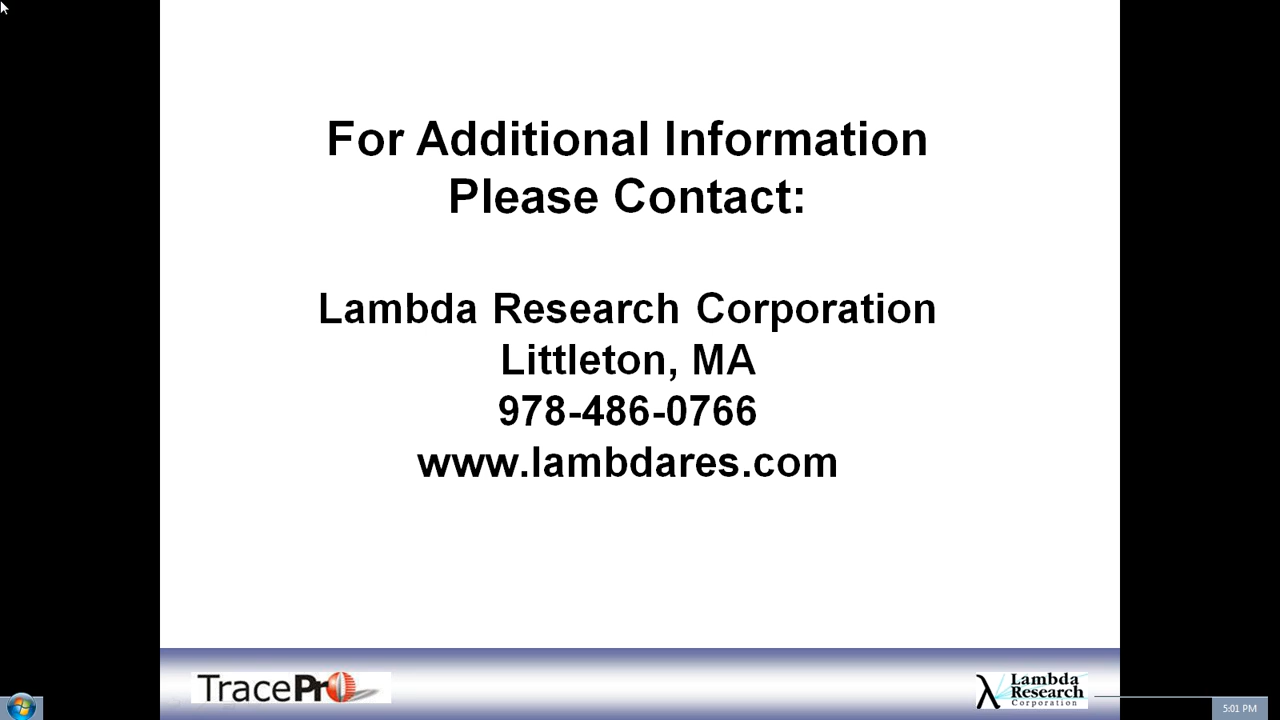 For Additional Information
Please Contact:
Lambda Research Corporation
Littleton, MA
978-486-0766
www.lambdares.com
TracePro
Lambda
Research
Corporation
5:01 PM